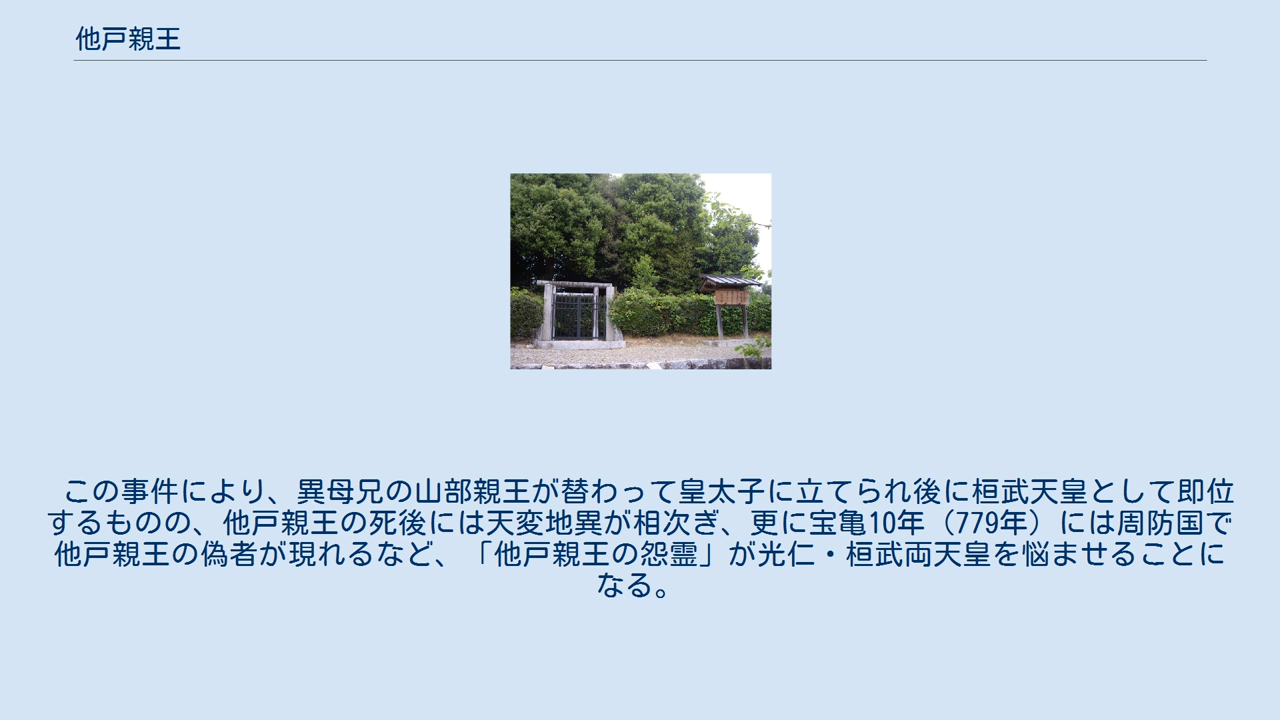 他戸親王
この事件により、異母兄の山部親王が替わって皇太子に立てられ後に桓武天皇として即位
するものの、他戸親王の死後には天変地異が相次ぎ、更に宝亀10年（779年）には周防国で
他戸親王の偽者が現れるなど、「他戸親王の怨霊」が光仁・桓武両天皇を悩ませることに
なる。